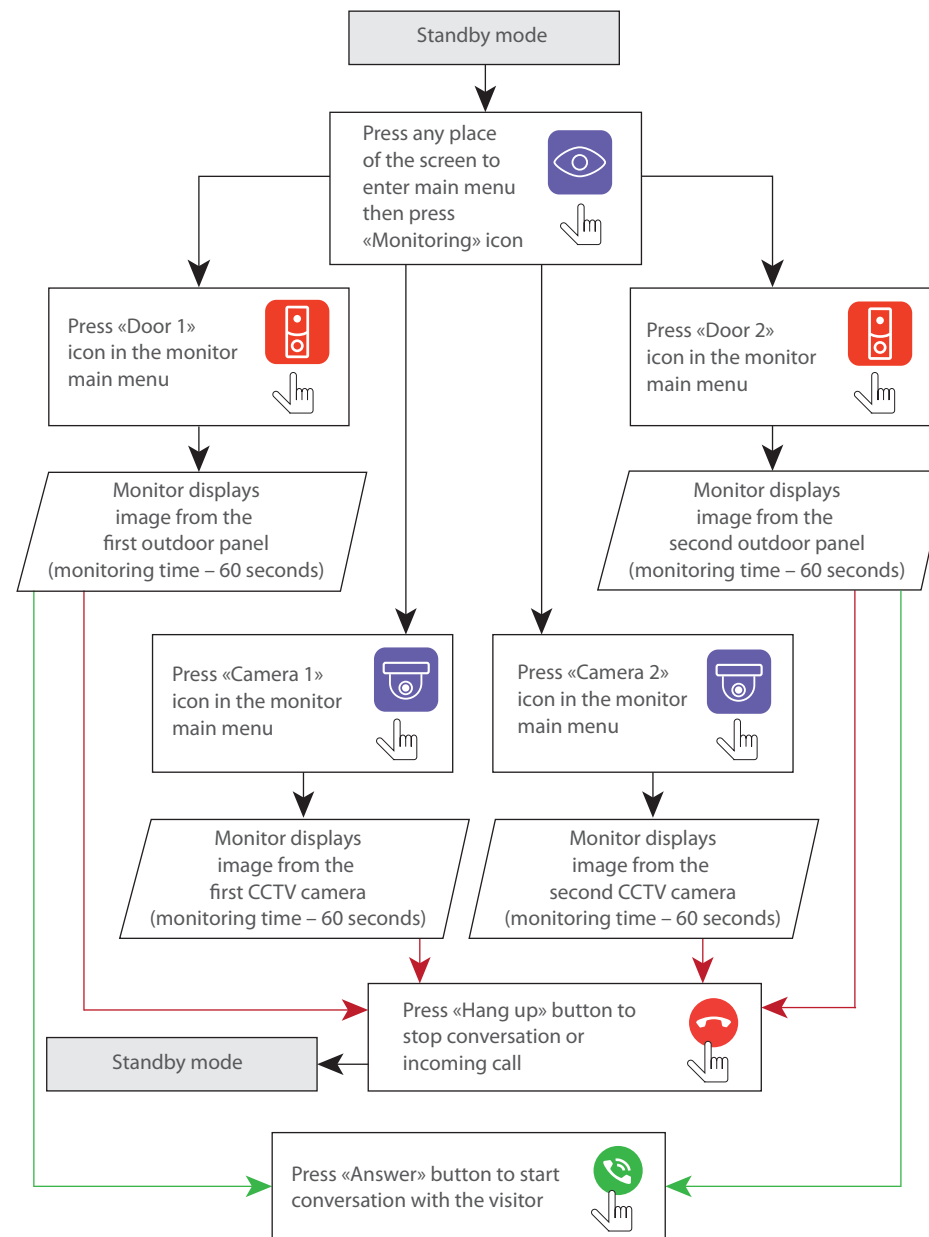 Standby mode
Press any place
of the screen to
enter main menu
then press
«Monitoring» icon
Press «Door 1»
icon in the monitor
main menu
Press «Door 2»
icon in the monitor
main menu
Monitor displays
image from the
first outdoor panel
(monitoring time – 60 seconds)
Monitor displays
image from the
second outdoor panel
(monitoring time – 60 seconds)
Press «Camera 1»
icon in the monitor
main menu
Press «Camera 2»
icon in the monitor
main menu
Monitor displays
image from the
first CCTV camera
(monitoring time – 60 seconds)
Monitor displays
image from the
second CCTV camera
(monitoring time – 60 seconds)
Press «Hang up» button to
stop conversation or
incoming call
Standby mode
Press «Answer» button to start
conversation with the visitor